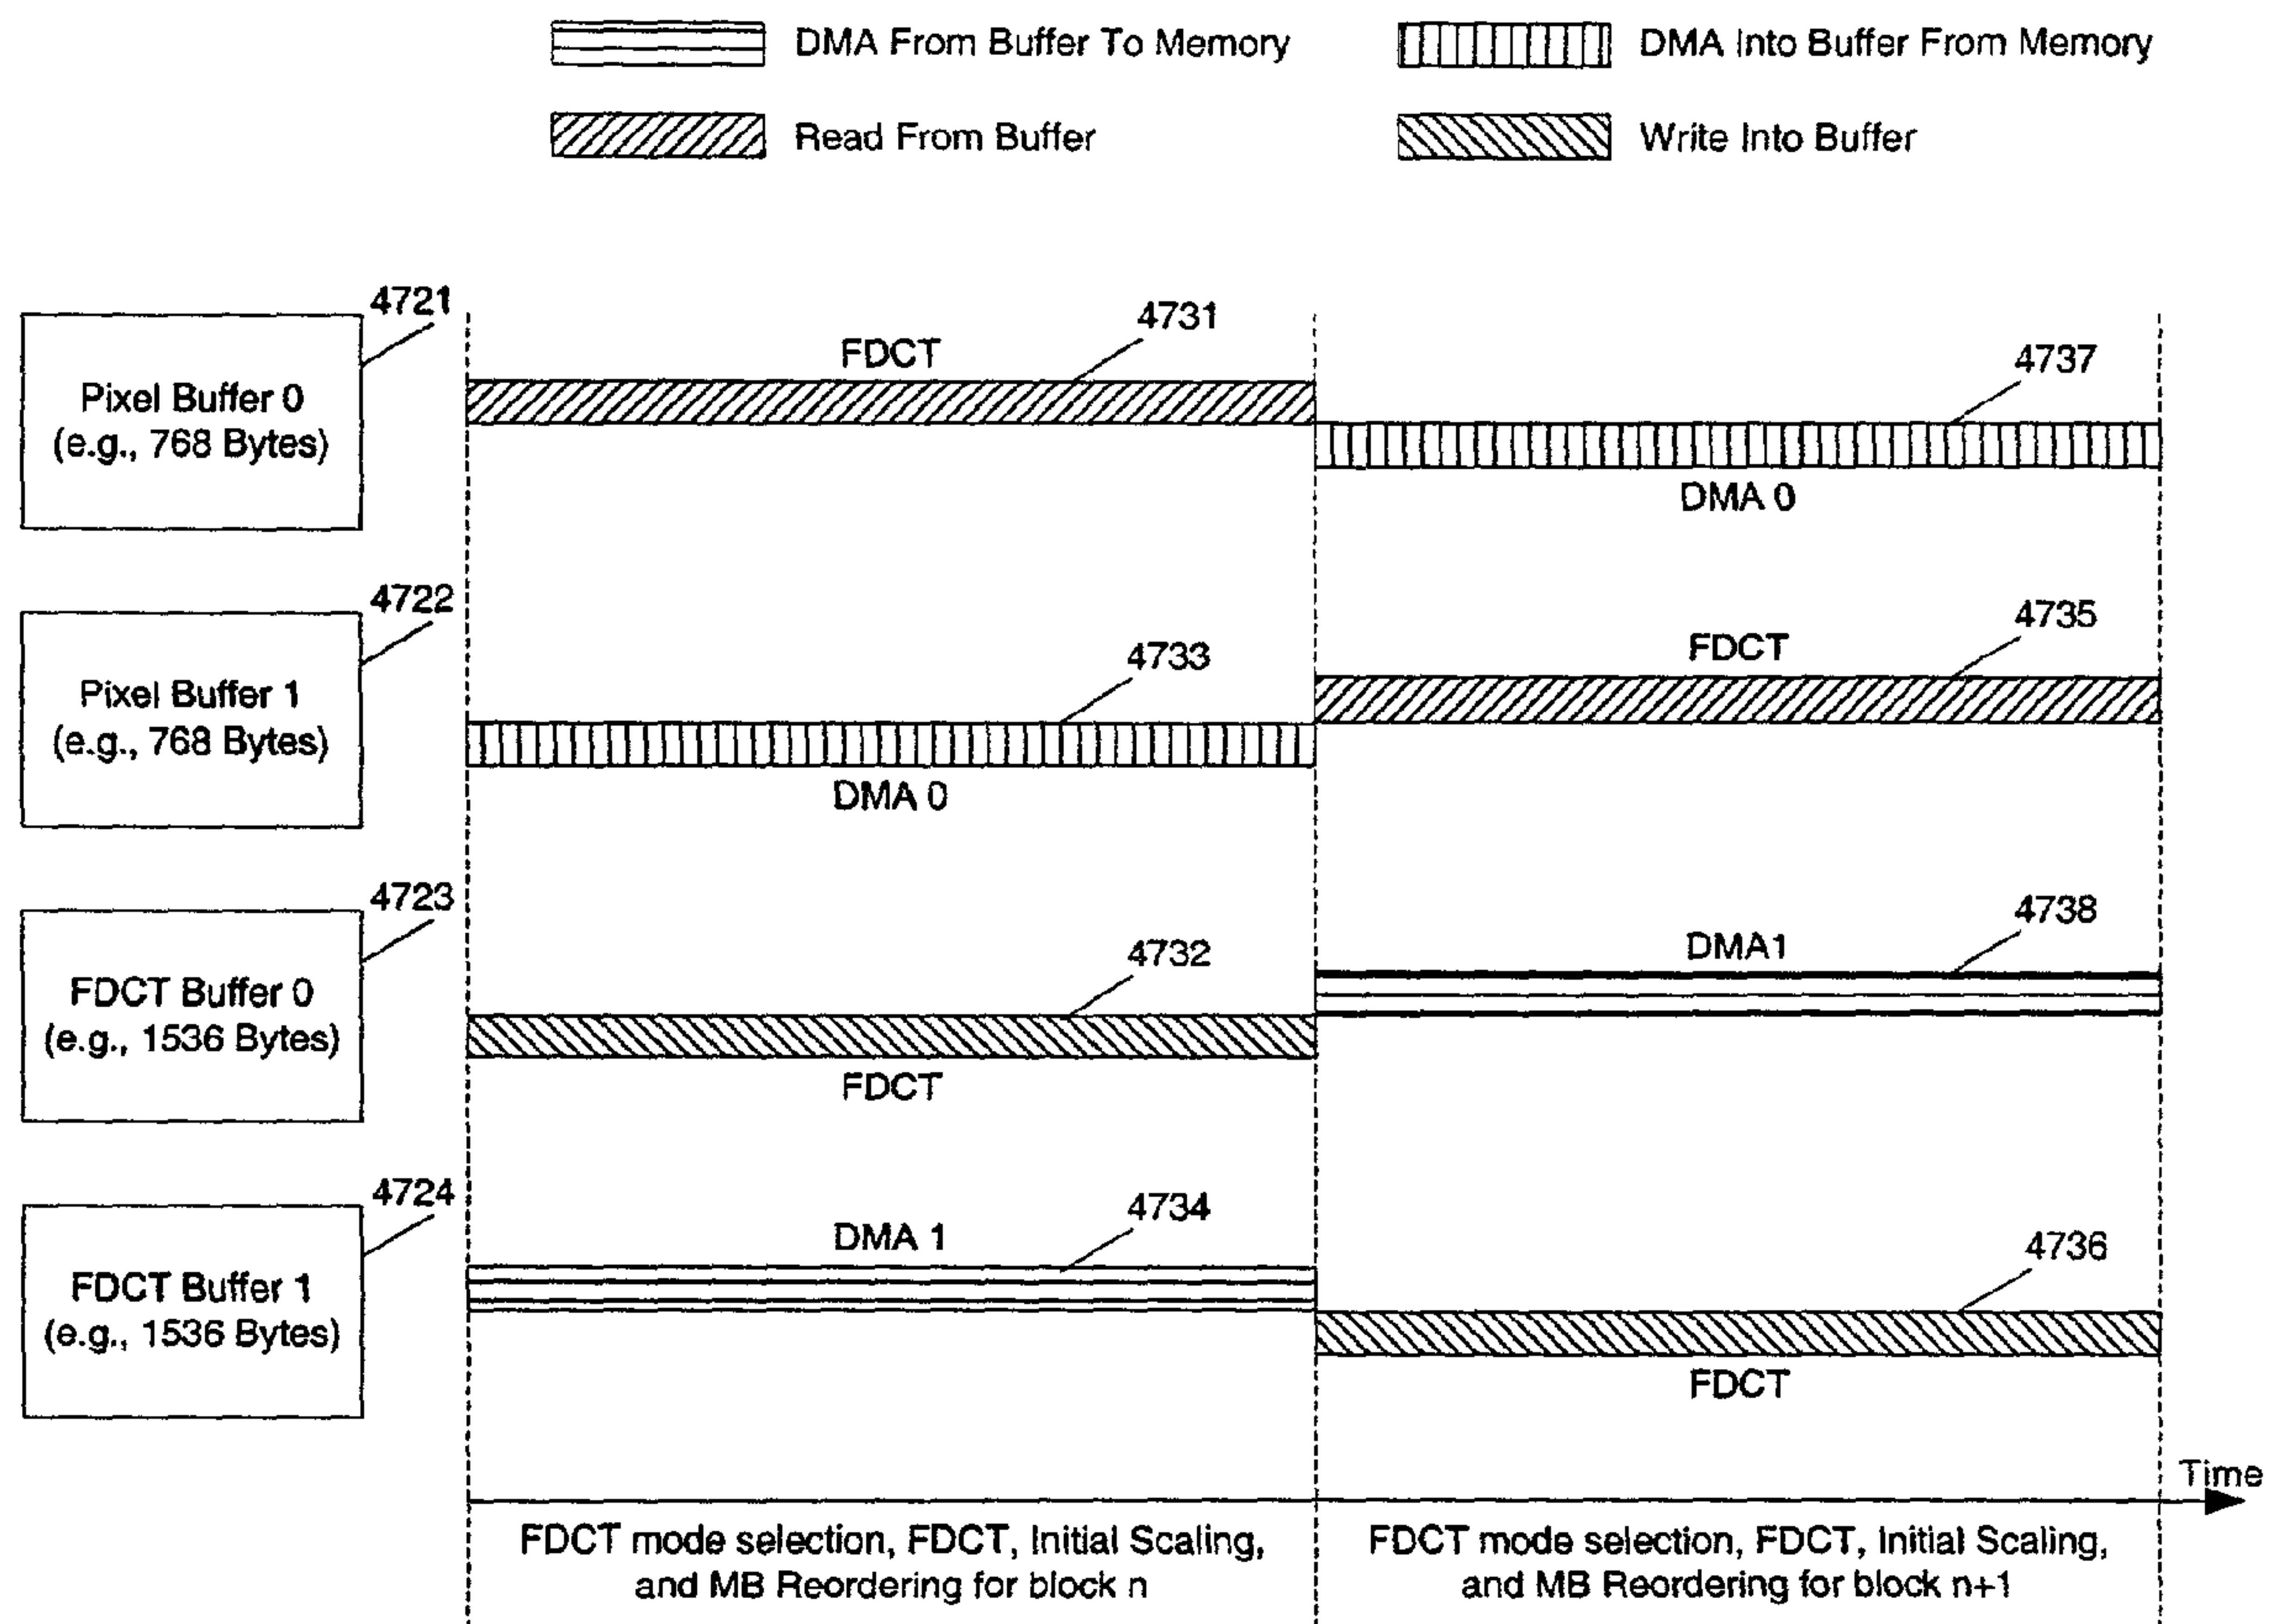 DMA From Buffer To Memory
DMA Into Buffer From Memory
Read From Buffer
Write Into Buffer
4721
4731
FDCT
4737
Pixel Buffer 0
(e.g., 768 Bytes)
DMA 0
4722
4735
4733
FDCT
Pixel Buffer 1
(e.g., 768 Bytes)
DMA 0
4723
4738
4732
DMA1
FDCT Buffer 0
(e.g., 1536 Bytes)
FDCT
4724
4734
DMA 1
4736
FDCT Buffer 1
(e.g., 1536 Bytes)
FDCT
Time
FDCT mode selection, FDCT, Initial Scaling,
and MB Reordering for block n
FDCT mode selection, FDCT, Initial Scaling,
and MB Reordering for block n+1